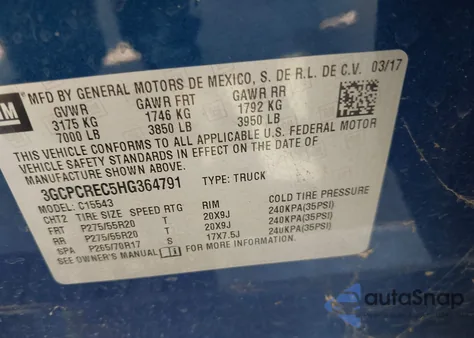 GM
MFD BY GENERAL MOTORS DE MEXICO, S. DE R.L. DE C.V. 03/17
GVWR GAWR FRT GAWR RR
3175 KG 1746 KG 1792 KG
7000 LB 3850 LB 3950 LB
THIS VEHICLE CONFORMS TO ALL APPLICABLE U.S. FEDERAL MOTOR
VEHICLE SAFETY STANDARDS IN EFFECT ON THE DATE OF
MANUFACTURE SHOWN ABOVE.
3GCPCREC5HG364791 TYPE: TRUCK
MODEL: C15543
CHT2 TIRE SIZE SPEED RTG RIM COLD TIRE PRESSURE
FRT P275/55R20 T 20X9J 240KPA(35PSI)
RR P275/55R20 T 20X9J 240KPA(35PSI)
SPA P265/70R17 S 17X7.5J 240KPA(35PSI)
SEE OWNER'S MANUAL FOR MORE INFORMATION.
autoSnap